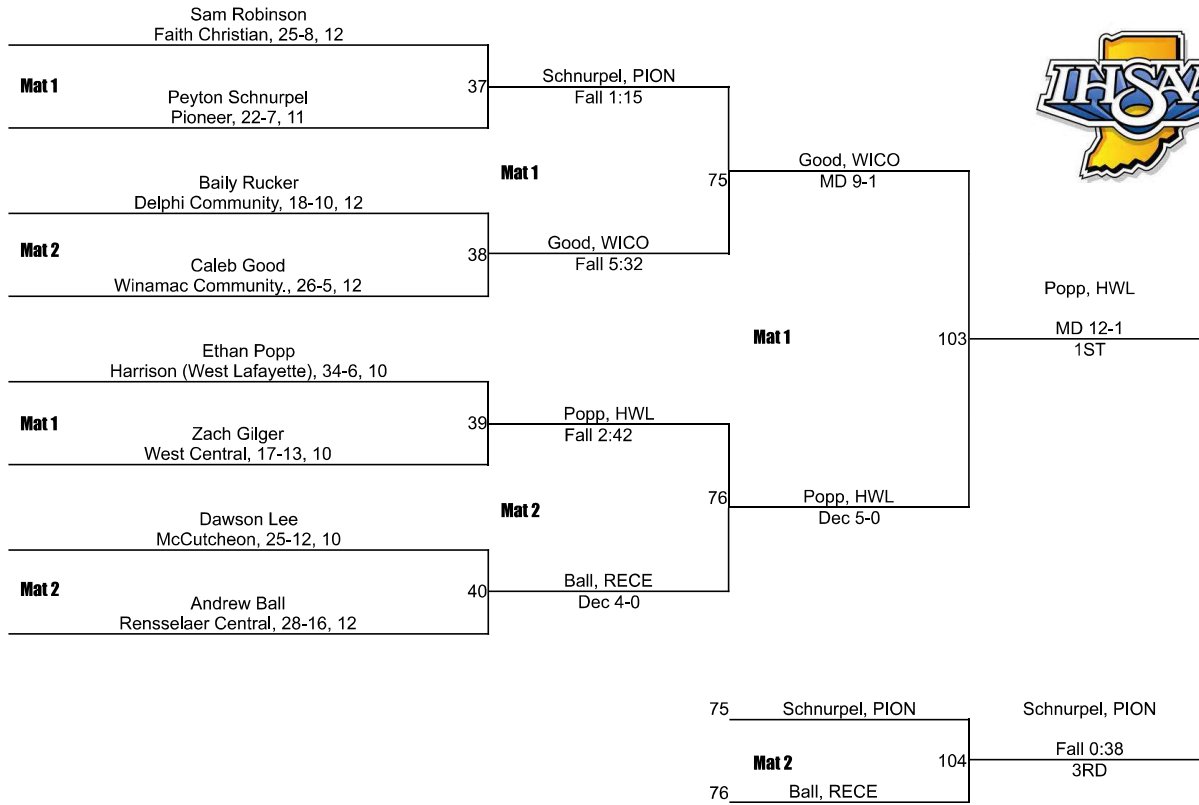 Sam Robinson
Faith Christian, 25-8, 12
Mat 1
37
Peyton Schnurpel
Pioneer, 22-7, 11
Schnurpel, PION
Fall 1:15
Mat 1
75
Baily Rucker
Delphi Community, 18-10, 12
Mat 2
38
Caleb Good
Winamac Community., 26-5, 12
Good, WICO
Fall 5:32
Good, WICO
MD 9-1
IHSAA
Mat 1
103
Popp, HWL
MD 12-1
1ST
Ethan Popp
Harrison (West Lafayette), 34-6, 10
Mat 1
39
Zach Gilger
West Central, 17-13, 10
Popp, HWL
Fall 2:42
Mat 2
76
Popp, HWL
Dec 5-0
Dawson Lee
McCutcheon, 25-12, 10
Mat 2
40
Andrew Ball
Rensselaer Central, 28-16, 12
Ball, RECE
Dec 4-0
75
Schnurpel, PION
Mat 2
104
76
Ball, RECE
Schnurpel, PION
Fall 0:38
3RD